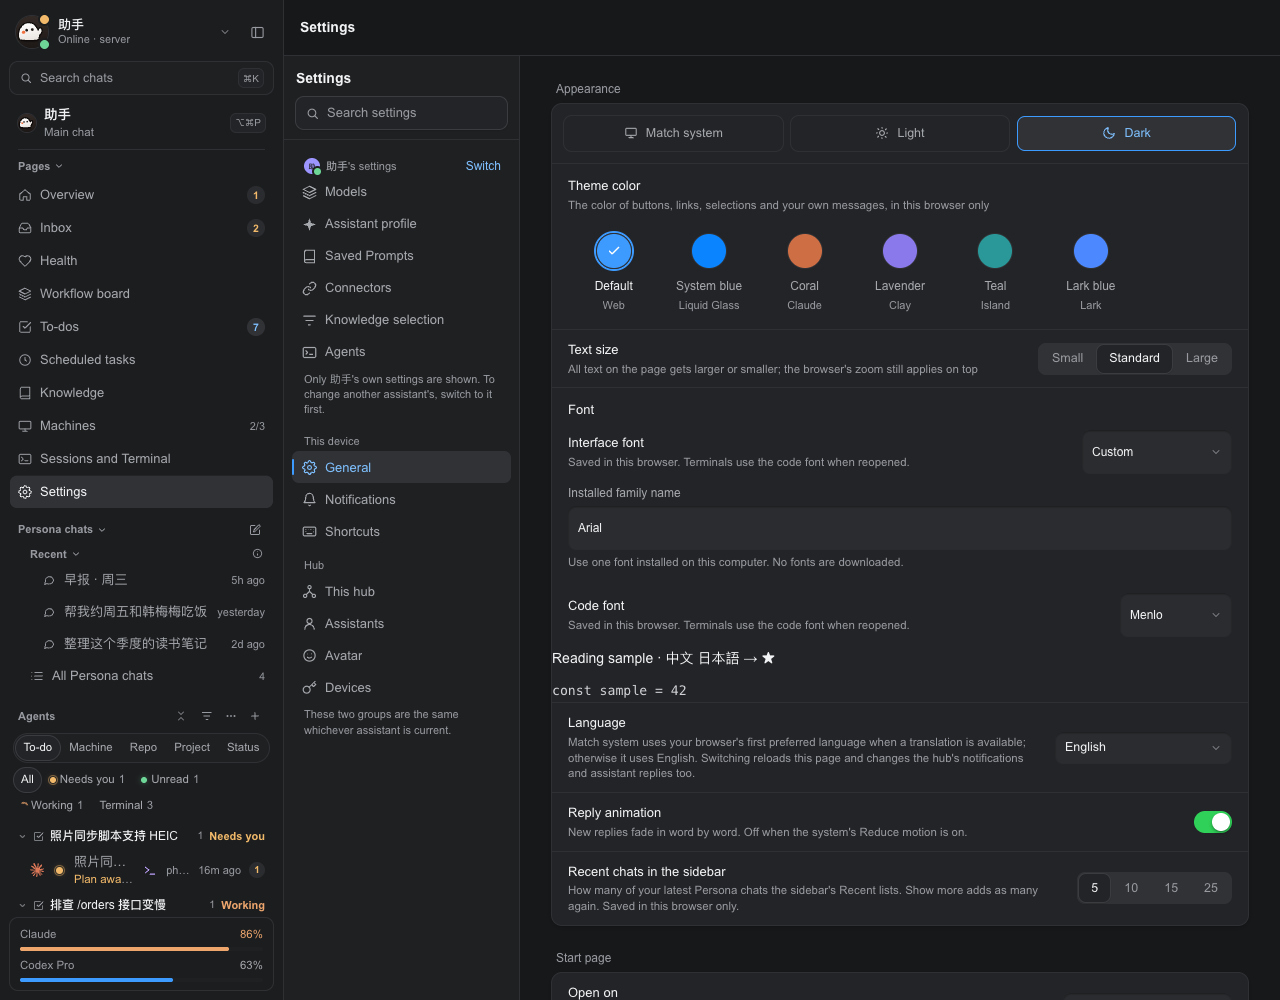 助手
Online · server
Search chats
⌘K
助手
Main chat
⌥⌘P
Pages
Overview
1
Inbox
2
Health
Workflow board
To-dos
7
Scheduled tasks
Knowledge
Machines
2/3
Sessions and Terminal
Settings
Persona chats
Recent
早报 · 周三
5h ago
帮我约周五和韩梅梅吃饭
yesterday
整理这个季度的读书笔记
2d ago
All Persona chats
4
Agents
To-do
Machine
Repo
Project
Status
All
Needs you 1
Unread 1
Working 1
Terminal 3
照片同步脚本支持 HEIC
1 Needs you
照片同…
ph…
16m ago
1
Plan awa…
排查 /orders 接口变慢
1 Working
Claude
86%
Codex Pro
63%
Settings
Settings
Search settings
助手's settings
Switch
Models
Assistant profile
Saved Prompts
Connectors
Knowledge selection
Agents
Only 助手's own settings are shown. To
change another assistant's, switch to it
first.
This device
General
Notifications
Shortcuts
Hub
This hub
Assistants
Avatar
Devices
These two groups are the same
whichever assistant is current.
Appearance
Match system
Light
Dark
Theme color
The color of buttons, links, selections and your own messages, in this browser only
Default
Web
System blue
Liquid Glass
Coral
Claude
Lavender
Clay
Teal
Island
Lark blue
Lark
Text size
All text on the page gets larger or smaller; the browser's zoom still applies on top
Small
Standard
Large
Font
Interface font
Saved in this browser. Terminals use the code font when reopened.
Custom
Installed family name
Arial
Use one font installed on this computer. No fonts are downloaded.
Code font
Saved in this browser. Terminals use the code font when reopened.
Menlo
Reading sample · 中文 日本語 → ★
const sample = 42
Language
Match system uses your browser's first preferred language when a translation is available;
otherwise it uses English. Switching reloads this page and changes the hub's notifications
and assistant replies too.
English
Reply animation
New replies fade in word by word. Off when the system's Reduce motion is on.
Recent chats in the sidebar
How many of your latest Persona chats the sidebar's Recent lists. Show more adds as many
again. Saved in this browser only.
5
10
15
25
Start page
Open on